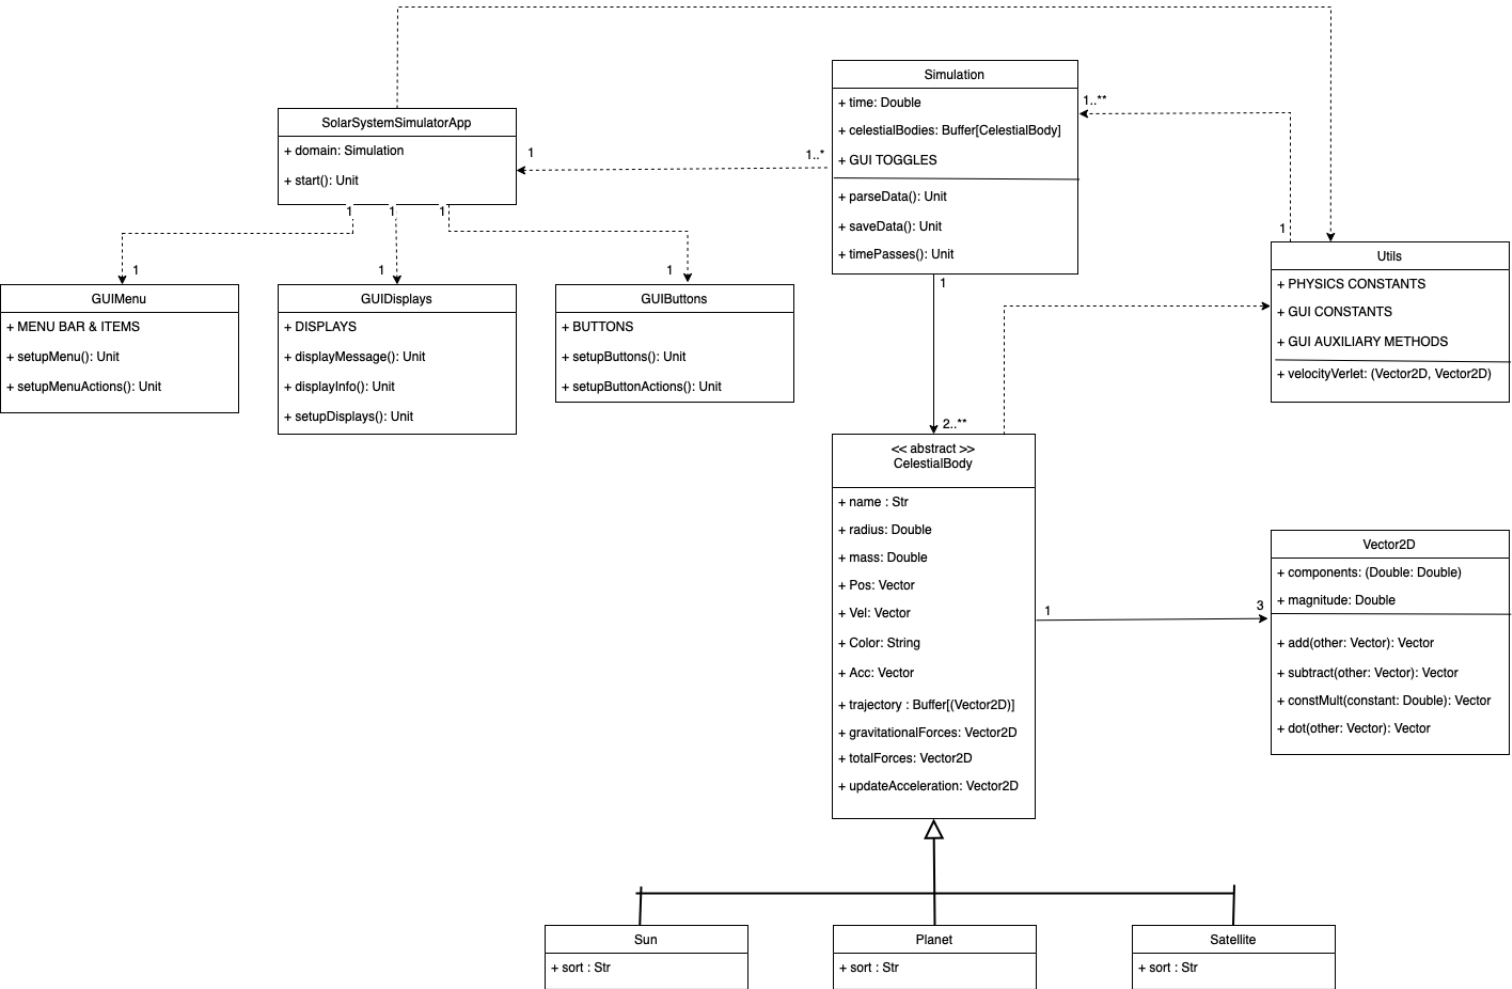 SolarSystemSimulatorApp
+ domain: Simulation
+ start(): Unit
1
1..*
Simulation
+ time: Double
+ celestialBodies: Buffer[CelestialBody]
+ GUI TOGGLES
+ parseData(): Unit
+ saveData(): Unit
+ timePasses(): Unit
1..**
1
Utils
+ PHYSICS CONSTANTS
+ GUI CONSTANTS
+ GUI AUXILIARY METHODS
+ velocityVerlet: (Vector2D, Vector2D)
1
1
1
1
1
1
GUIMenu
+ MENU BAR & ITEMS
+ setupMenu(): Unit
+ setupMenuActions(): Unit
GUIDisplays
+ DISPLAYS
+ displayMessage(): Unit
+ displayInfo(): Unit
+ setupDisplays(): Unit
GUIButtons
+ BUTTONS
+ setupButtons(): Unit
+ setupButtonActions(): Unit
1
2..**
<< abstract >>
CelestialBody
+ name : Str
+ radius: Double
+ mass: Double
+ Pos: Vector
+ Vel: Vector
+ Color: String
+ Acc: Vector
+ trajectory : Buffer[(Vector2D)]
+ gravitationalForces: Vector2D
+ totalForces: Vector2D
+ updateAcceleration: Vector2D
1
3
Vector2D
+ components: (Double: Double)
+ magnitude: Double
+ add(other: Vector): Vector
+ subtract(other: Vector): Vector
+ constMult(constant: Double): Vector
+ dot(other: Vector): Vector
Sun
+ sort : Str
Planet
+ sort : Str
Satellite
+ sort : Str